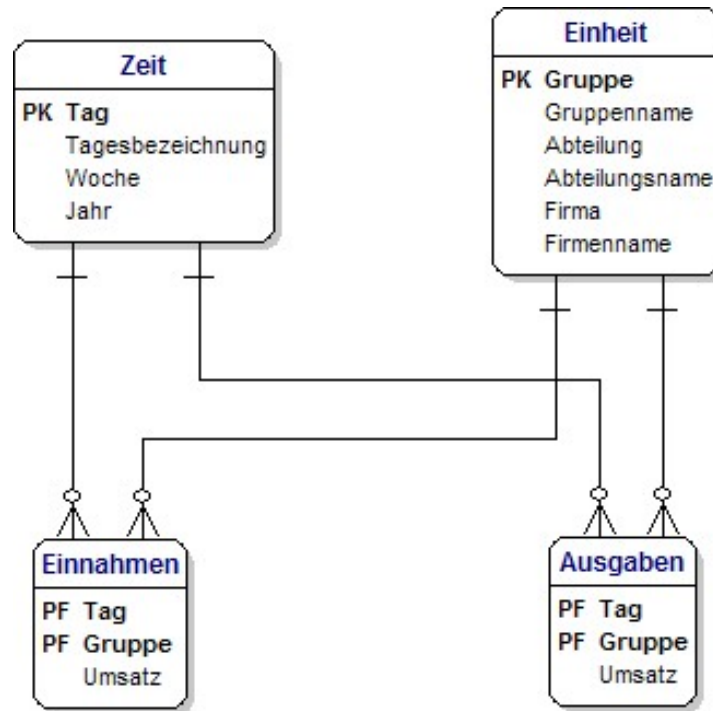 Zeit
PK Tag
Tagesbezeichnung
Woche
Jahr
Einheit
PK Gruppe
Gruppenname
Abteilung
Abteilungsname
Firma
Firmenname
Einnahmen
PF Tag
PF Gruppe
Umsatz
Ausgaben
PF Tag
PF Gruppe
Umsatz